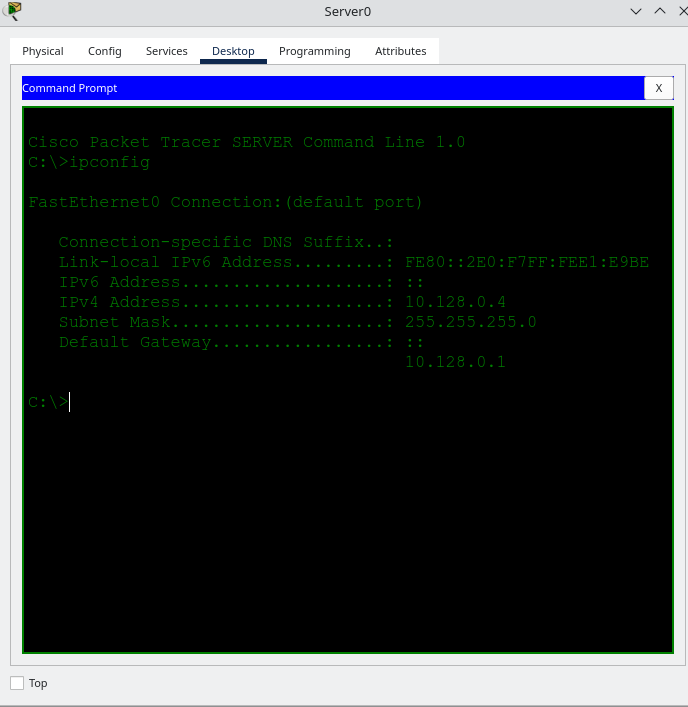 Server0
Physical Config Services Desktop Programming Attributes
Command Prompt X
Cisco Packet Tracer SERVER Command Line 1.0
C:\>ipconfig
FastEthernet0 Connection:(default port)
Connection-specific DNS Suffix..:
Link-local IPv6 Address.........: FE80::2E0:F7FF:FEE1:E9BE
IPv6 Address....................: ::
IPv4 Address....................: 10.128.0.4
Subnet Mask.....................: 255.255.255.0
Default Gateway.................: ::
10.128.0.1
C:\>
Top